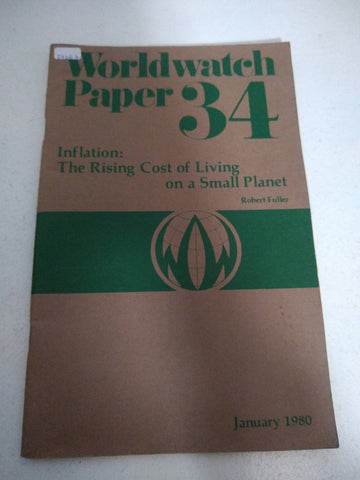 Worldwatch
Paper 34
Inflation:
The Rising Cost of Living
on a Small Planet
Robert Fuller
January 1980